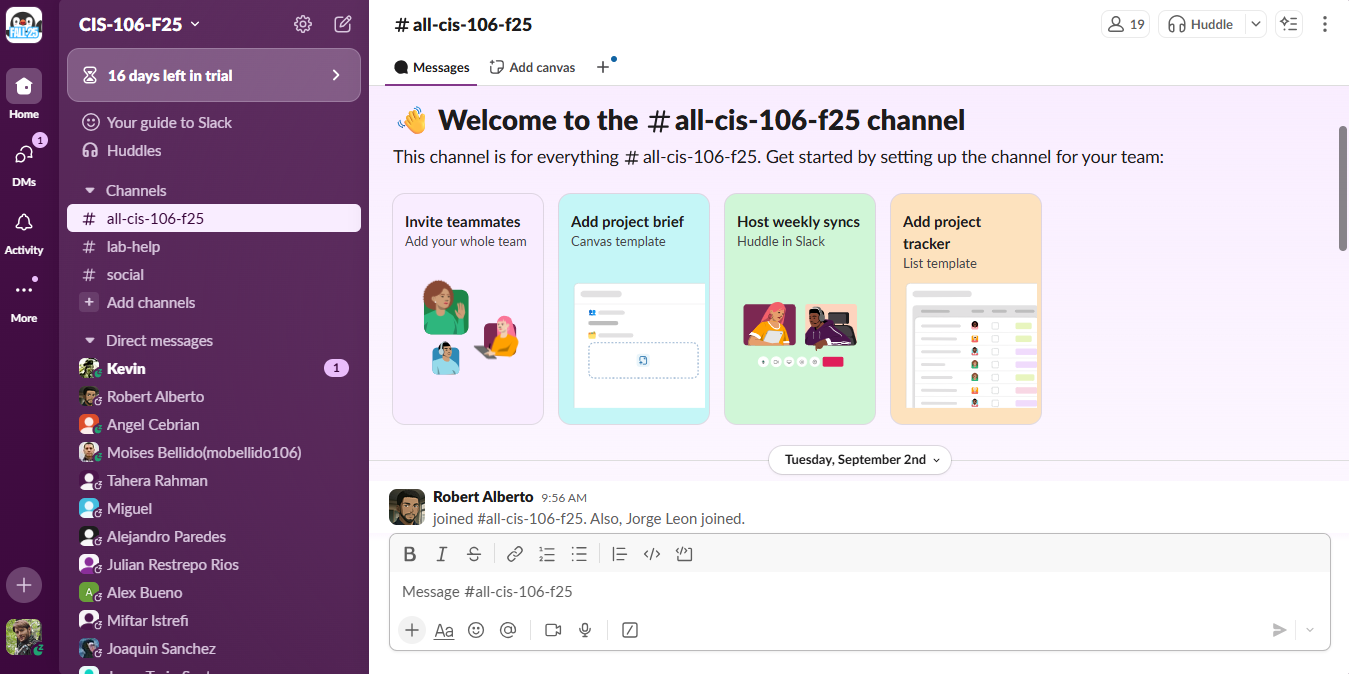 FALL-25
CIS-106-F25
16 days left in trial
Home
1
DMs
Activity
More
Your guide to Slack
Huddles
Channels
# all-cis-106-f25
# lab-help
# social
+ Add channels
Direct messages
Kevin 1
Robert Alberto
Angel Cebrian
Moises Bellido(mobellido106)
Tahera Rahman
Miguel
Alejandro Paredes
Julian Restrepo Rios
A Alex Bueno
Miftar Istrefi
Joaquin Sanchez
# all-cis-106-f25
19
Huddle
Messages
Add canvas
+
Welcome to the # all-cis-106-f25 channel
This channel is for everything # all-cis-106-f25. Get started by setting up the channel for your team:
Invite teammates
Add your whole team
Add project brief
Canvas template
Host weekly syncs
Huddle in Slack
Add project
tracker
List template
Tuesday, September 2nd
Robert Alberto 9:56 AM
joined #all-cis-106-f25. Also, Jorge Leon joined.
B I S
Message #all-cis-106-f25
+ Aa @